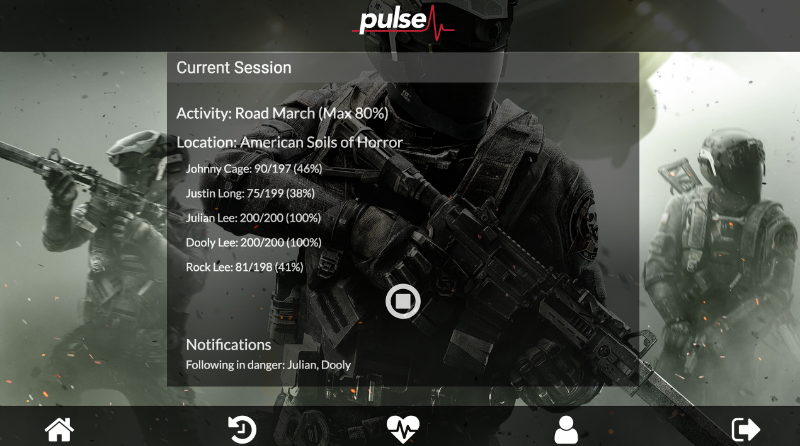 pulse
Current Session
Activity: Road March (Max 80%)
Location: American Soils of Horror
Johnny Cage: 90/197 (46%)
Justin Long: 75/199 (38%)
Julian Lee: 200/200 (100%)
Dooly Lee: 200/200 (100%)
Rock Lee: 81/198 (41%)
Notifications
Following in danger: Julian, Dooly